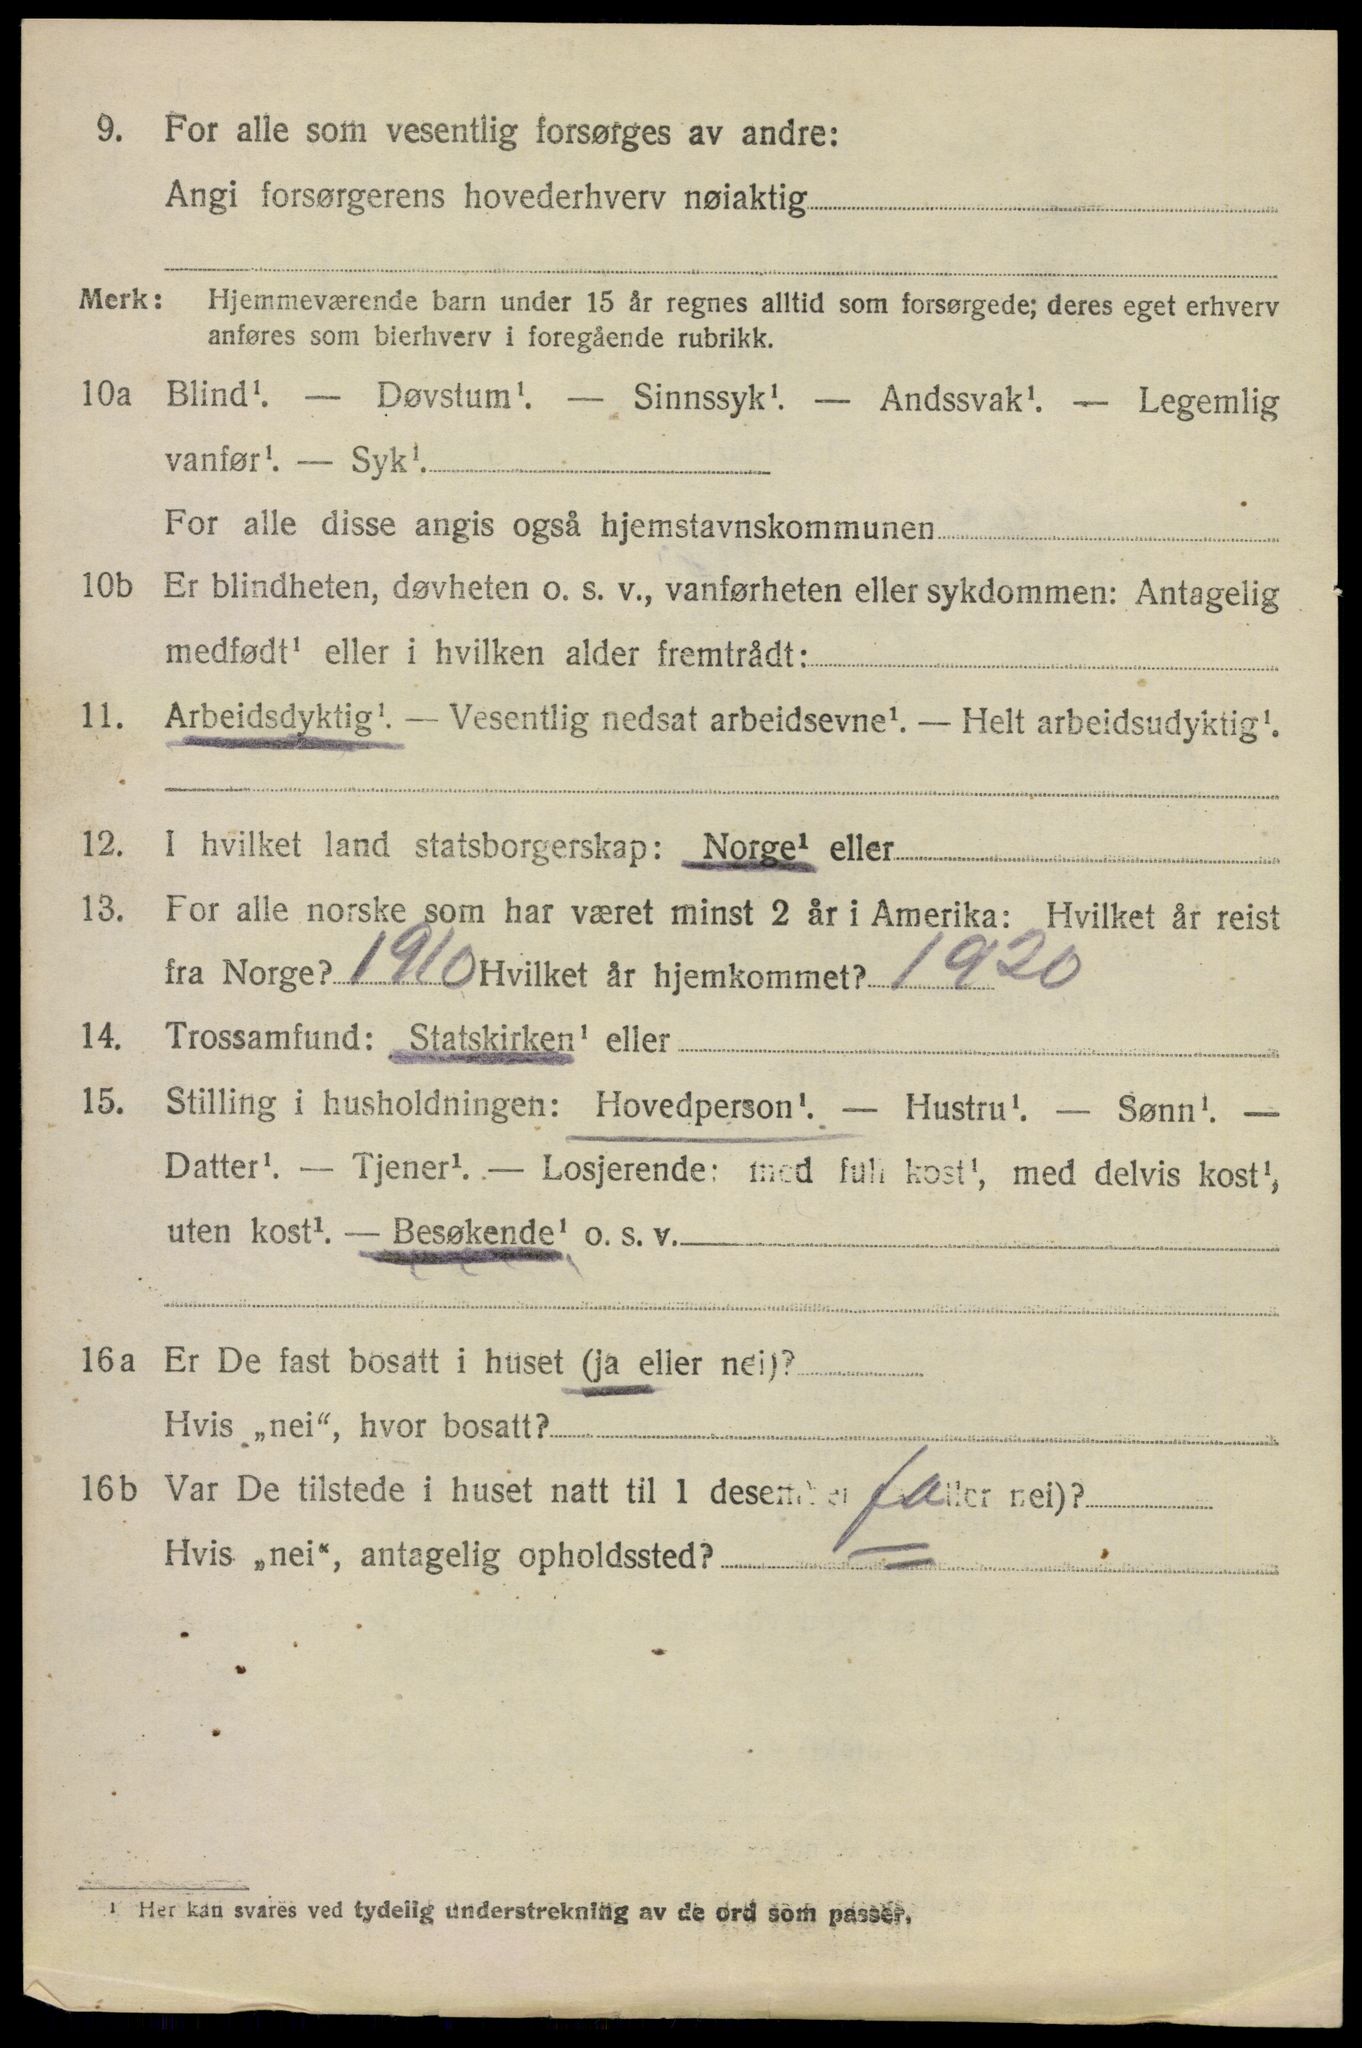 9. For alle som vesentlig forsørges av andre:
Angi forsørgerens hovederhverv nøiaktig
Merk: Hjemmeværende barn under 15 år regnes alltid som forsørgede; deres eget erhverv
anføres som bierhverv i foregående rubrikk.
10a Blind¹. — Døvstum¹. — Sinnssyk¹. — Andssvak¹. — Legemlig
vanfør¹. — Syk¹.
For alle disse angis også hjemstavnskommunen
10b Er blindheten, døvheten o. s. v., vanførheten eller sykdommen: Antagelig
medfødt¹ eller i hvilken alder fremtrådt:
11. Arbeidsdyktig¹. — Vesentlig nedsat arbeidsevne¹. — Helt arbeidsudyktig¹.
12. I hvilket land statsborgerskap: Norge¹ eller
13. For alle norske som har været minst 2 år i Amerika: Hvilket år reist
fra Norge? 1910 Hvilket år hjemkommet? 1920
14. Trossamfund: Statskirken¹ eller
15. Stilling i husholdningen: Hovedperson¹. — Hustru¹. — Sønn¹. —
Datter¹. — Tjener¹. — Losjerende: med full kost¹, med delvis kost¹,
uten kost¹. — Besøkende¹ o. s. v.
16a Er De fast bosatt i huset (ja eller nei)?
Hvis „nei“, hvor bosatt?
16b Var De tilstede i huset natt til 1 desember ja eller nei)?
Hvis „nei“, antagelig opholdssted?
¹ Her kan svares ved tydelig understrekning av de ord som passer.